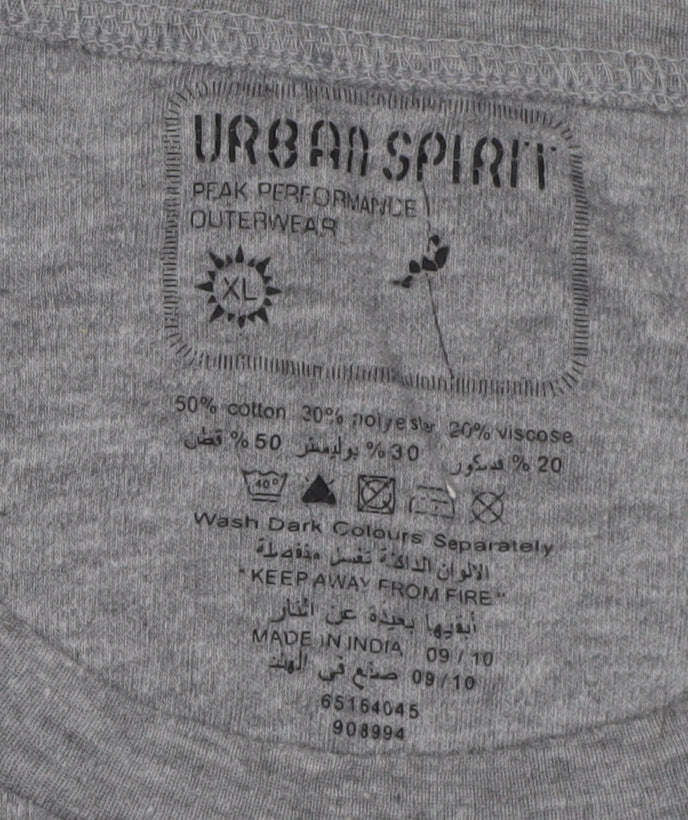 URBAN SPIRIT
PEAK PERFORMANCE
OUTERWEAR
XL
50% cotton 30% polyester 20% viscose
50 % قطن 30 % بوليستر 20 % فسكوز
40°
Wash Dark Colours Separately
الالوان الداكنة تغسل منفصلة
"KEEP AWAY FROM FIRE"
أبقيها بعيدة عن النار
MADE IN INDIA 09 / 10
صنع في الهند 09 / 10
65164045
908994